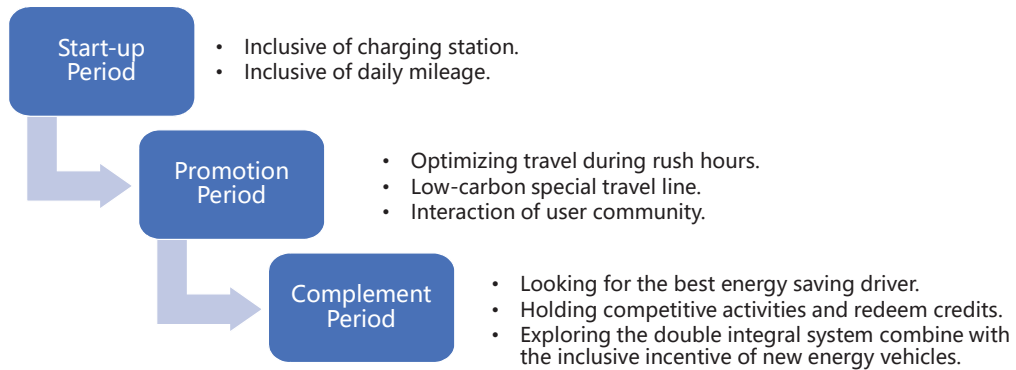 Start-up
Period
• Inclusive of charging station.
• Inclusive of daily mileage.
Promotion
Period
• Optimizing travel during rush hours.
• Low-carbon special travel line.
• Interaction of user community.
Complement
Period
• Looking for the best energy saving driver.
• Holding competitive activities and redeem credits.
• Exploring the double integral system combine with
the inclusive incentive of new energy vehicles.